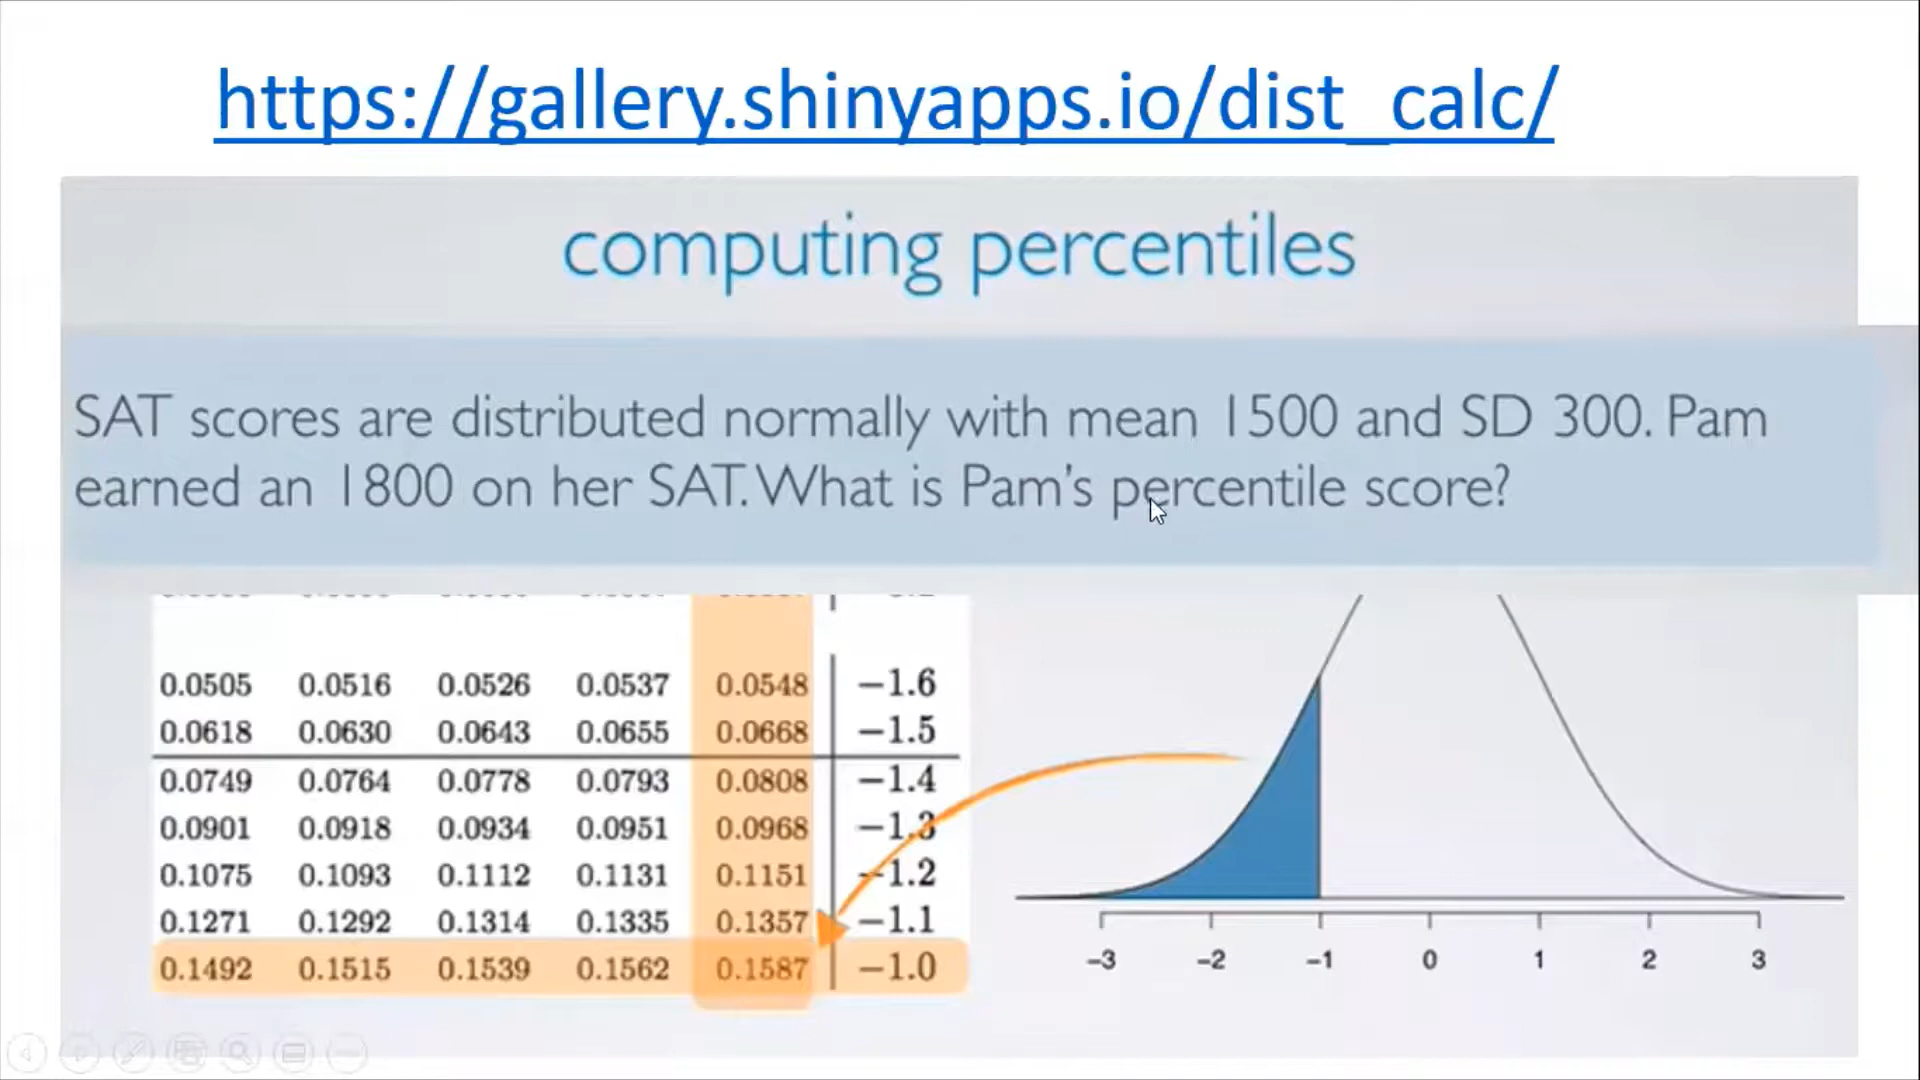 https://gallery.shinyapps.io/dist_calc/
computing percentiles
SAT scores are distributed normally with mean 1500 and SD 300. Pam
earned an 1800 on her SAT. What is Pam's percentile score?
0.0505 0.0516 0.0526 0.0537 0.0548 −1.6
0.0618 0.0630 0.0643 0.0655 0.0668 −1.5
0.0749 0.0764 0.0778 0.0793 0.0808 −1.4
0.0901 0.0918 0.0934 0.0951 0.0968 −1.3
0.1075 0.1093 0.1112 0.1131 0.1151 −1.2
0.1271 0.1292 0.1314 0.1335 0.1357 −1.1
0.1492 0.1515 0.1539 0.1562 0.1587 −1.0
-3 -2 -1 0 1 2 3